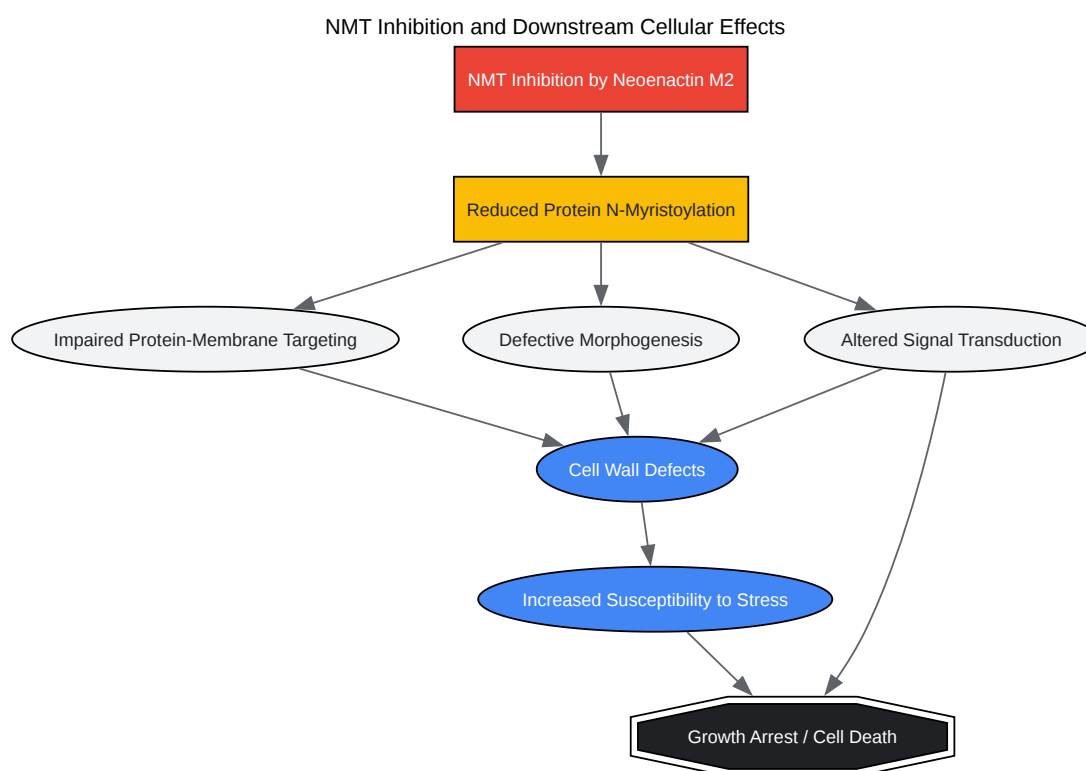 NMT Inhibition and Downstream Cellular Effects
NMT Inhibition by Neoenactin M2
Reduced Protein N-Myristoylation
Impaired Protein-Membrane Targeting
Defective Morphogenesis
Altered Signal Transduction
Cell Wall Defects
Increased Susceptibility to Stress
Growth Arrest / Cell Death